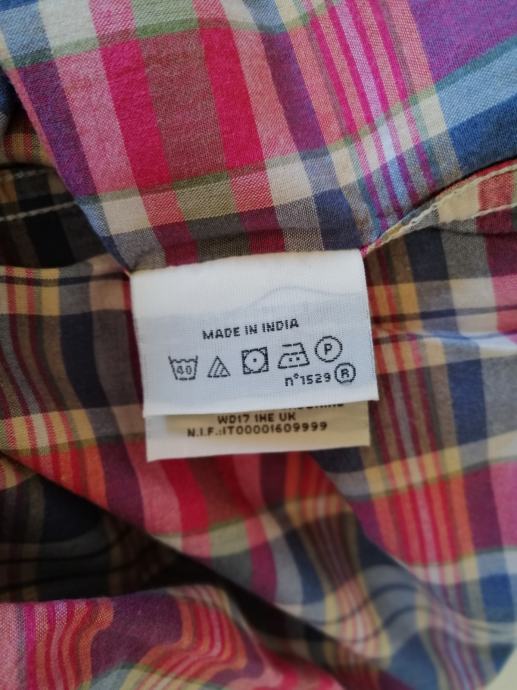 MADE IN INDIA
40
P
n°1529 R
WD17 1HE UK
N.I.F.:IT00001609999